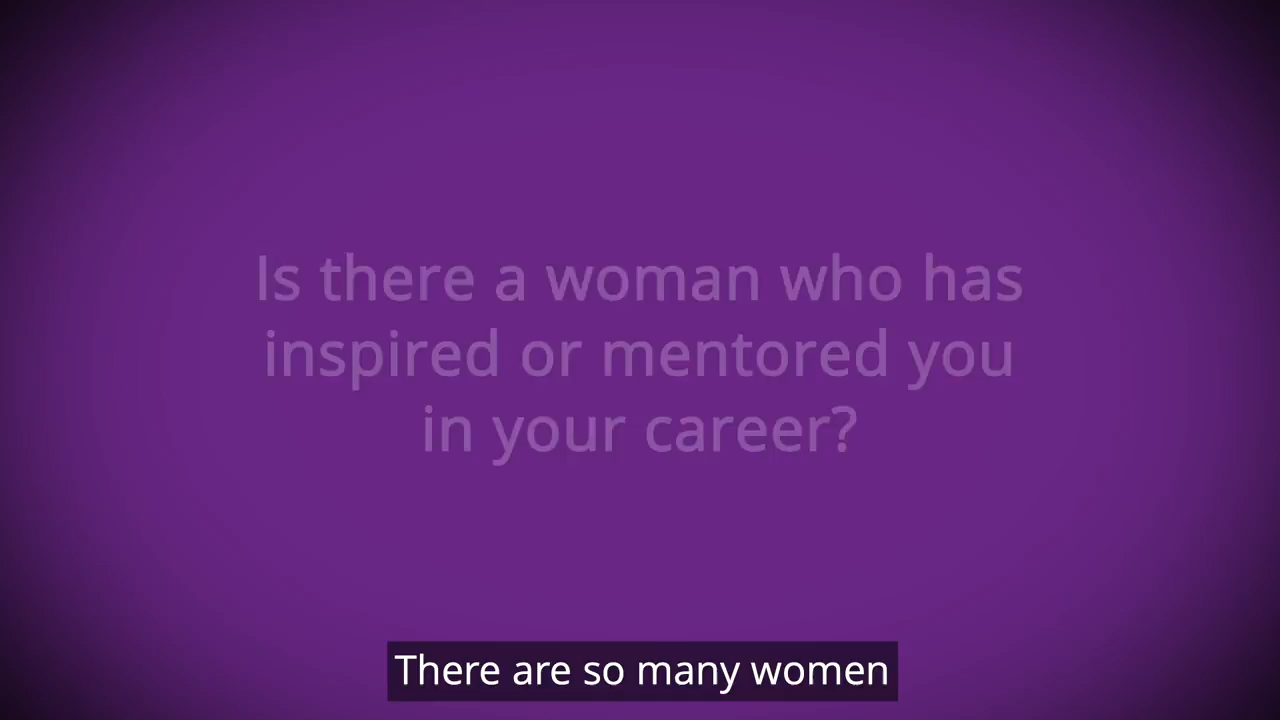 Is there a woman who has
inspired or mentored you
in your career?
There are so many women